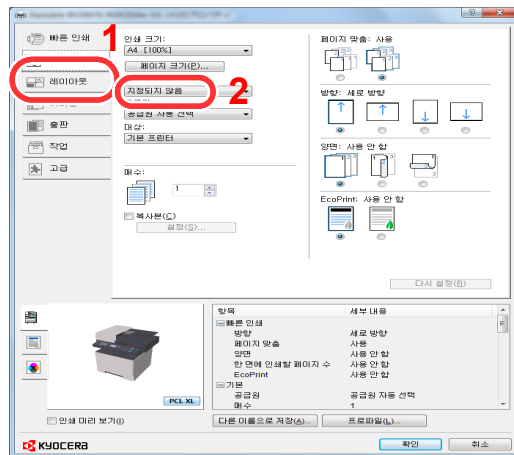 빠른 인쇄
1
레이아웃
출판
작업
고급
인쇄 크기:
A4 [100%]
페이지 크기(P)...
지정되지 않음
2
대상:
기본 프린터
매수:
1
복사본(C)
설정(S)...
페이지 맞춤: 사용
방향: 세로 방향
양면: 사용 안 함
EcoPrint: 사용 안 함
다시 설정(R)
PCL XL
인쇄 미리 보기(I)
항목 세부 내용
빠른 인쇄
방향 세로 방향
페이지 맞춤 사용
양면 사용 안 함
한 면에 인쇄할 페이지 수 사용 안 함
EcoPrint 사용 안 함
기본
공급원 공급원 자동 선택
매수 1
다른 이름으로 저장(A)... 프로파일(L)...
KYOCERA
확인 취소